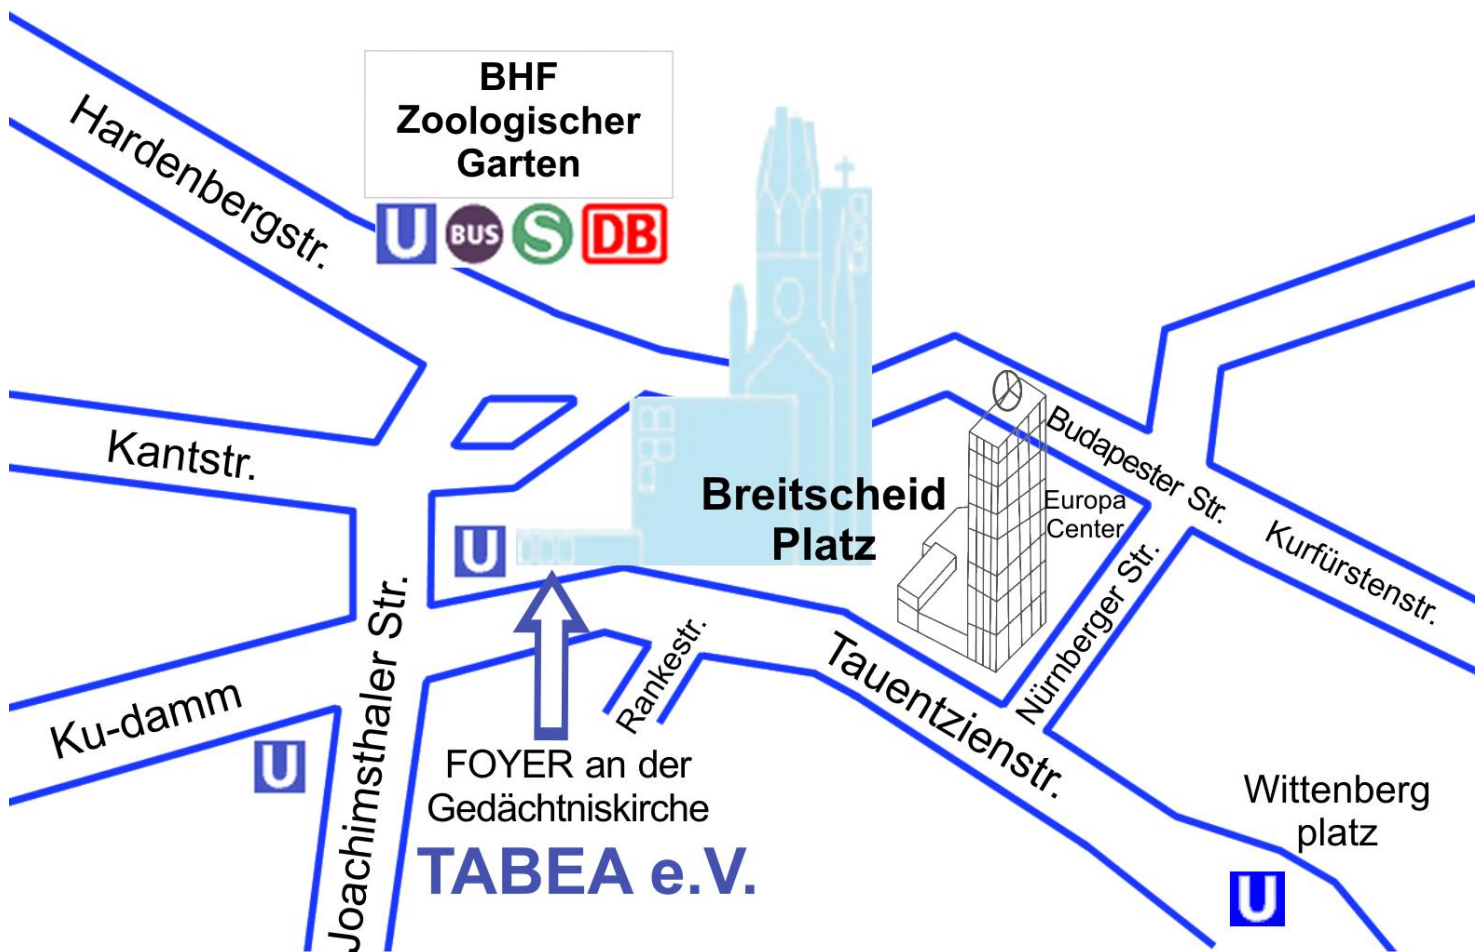 BHF
Zoologischer
Garten
U
BUS
S
DB
Hardenbergstr.
Kantstr.
Budapester Str.
Breitscheid
Platz
Europa
Center
U
Kurfürstenstr.
Nürnberger Str.
Joachimsthaler Str.
Rankestr.
Tauentzienstr.
Ku-damm
U
FOYER an der
Gedächtniskirche
TABEA e.V.
Wittenberg
platz
U